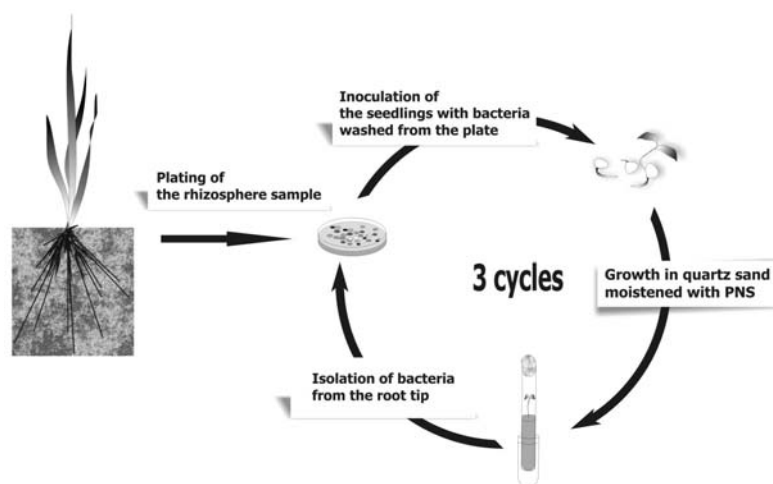 Inoculation of
the seedlings with bacteria
washed from the plate
Plating of
the rhizosphere sample
3 cycles
Growth in quartz sand
moistened with PNS
Isolation of bacteria
from the root tip